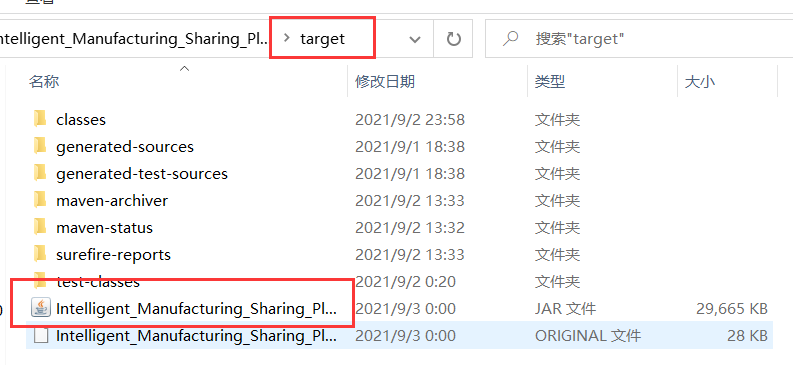 ntelligent_Manufacturing_Sharing_Pl... > target 搜索"target"
名称 修改日期 类型 大小
classes 2021/9/2 23:58 文件夹
generated-sources 2021/9/1 18:38 文件夹
generated-test-sources 2021/9/1 18:38 文件夹
maven-archiver 2021/9/2 13:33 文件夹
maven-status 2021/9/2 13:32 文件夹
surefire-reports 2021/9/2 13:33 文件夹
test-classes 2021/9/2 0:20 文件夹
Intelligent_Manufacturing_Sharing_Pl... 2021/9/3 0:00 JAR 文件 29,665 KB
Intelligent_Manufacturing_Sharing_Pl... 2021/9/3 0:00 ORIGINAL 文件 28 KB